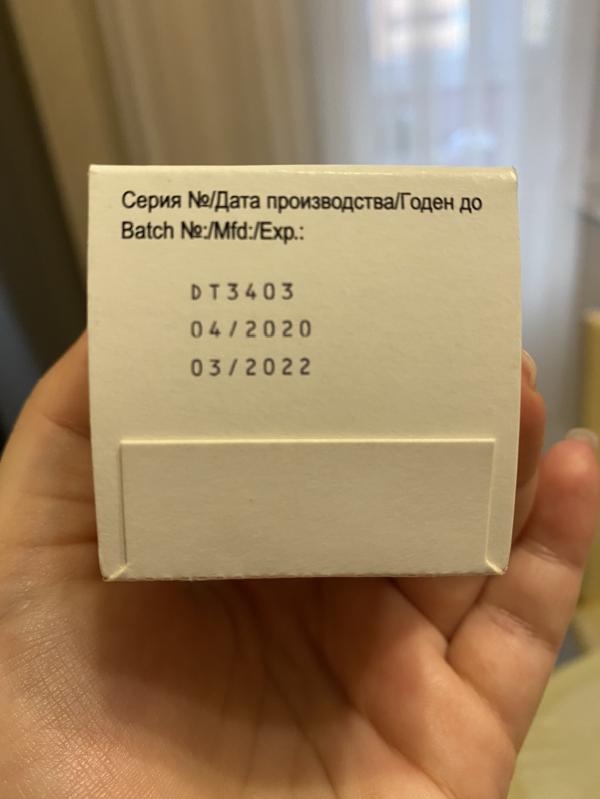 Серия №/Дата производства/Годен до
Batch №:/Mfd:/Exp.:
DT3403
04/2020
03/2022